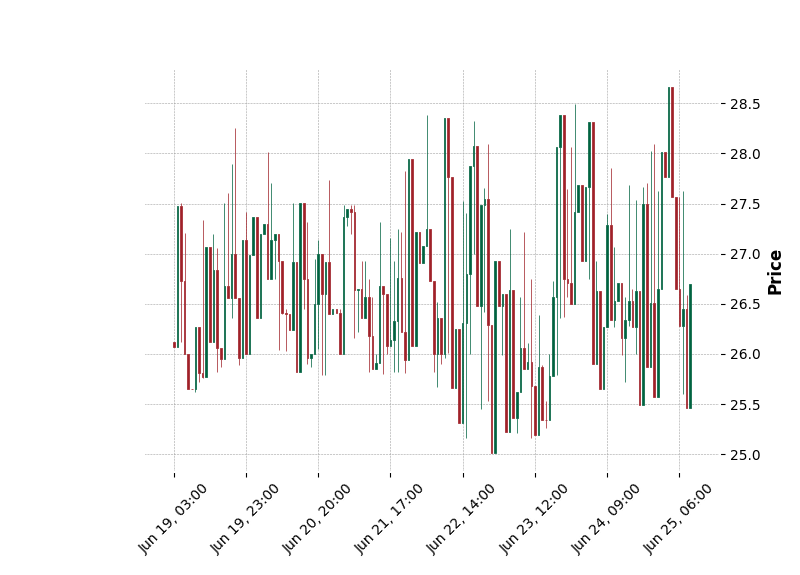 28.5
28.0
27.5
27.0
26.5
26.0
25.5
25.0
Price
Jun 19, 03:00
Jun 19, 23:00
Jun 20, 20:00
Jun 21, 17:00
Jun 22, 14:00
Jun 23, 12:00
Jun 24, 09:00
Jun 25, 06:00